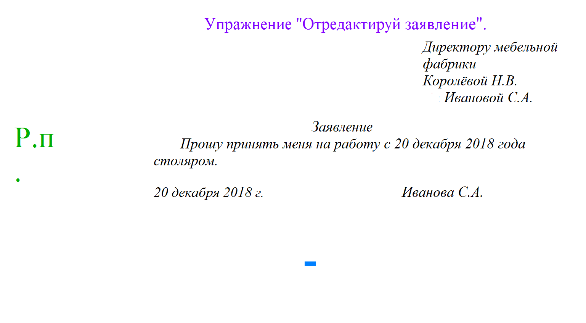 Упражнение "Отредактируй заявление".
Директору мебельной
фабрики
Королёвой Н.В.
Ивановой С.А.
Р.п
.
Заявление
Прошу принять меня на работу с 20 декабря 2018 года
столяром.
20 декабря 2018 г. Иванова С.А.
-